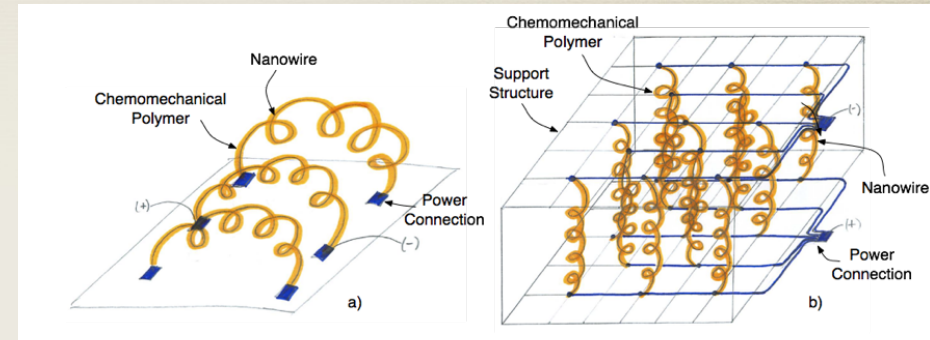 Nanowire
Chemomechanical
Polymer
(+)
Power
Connection
(-)
a)
Chemomechanical
Polymer
Support
Structure
(-)
Nanowire
(+)
Power
Connection
b)